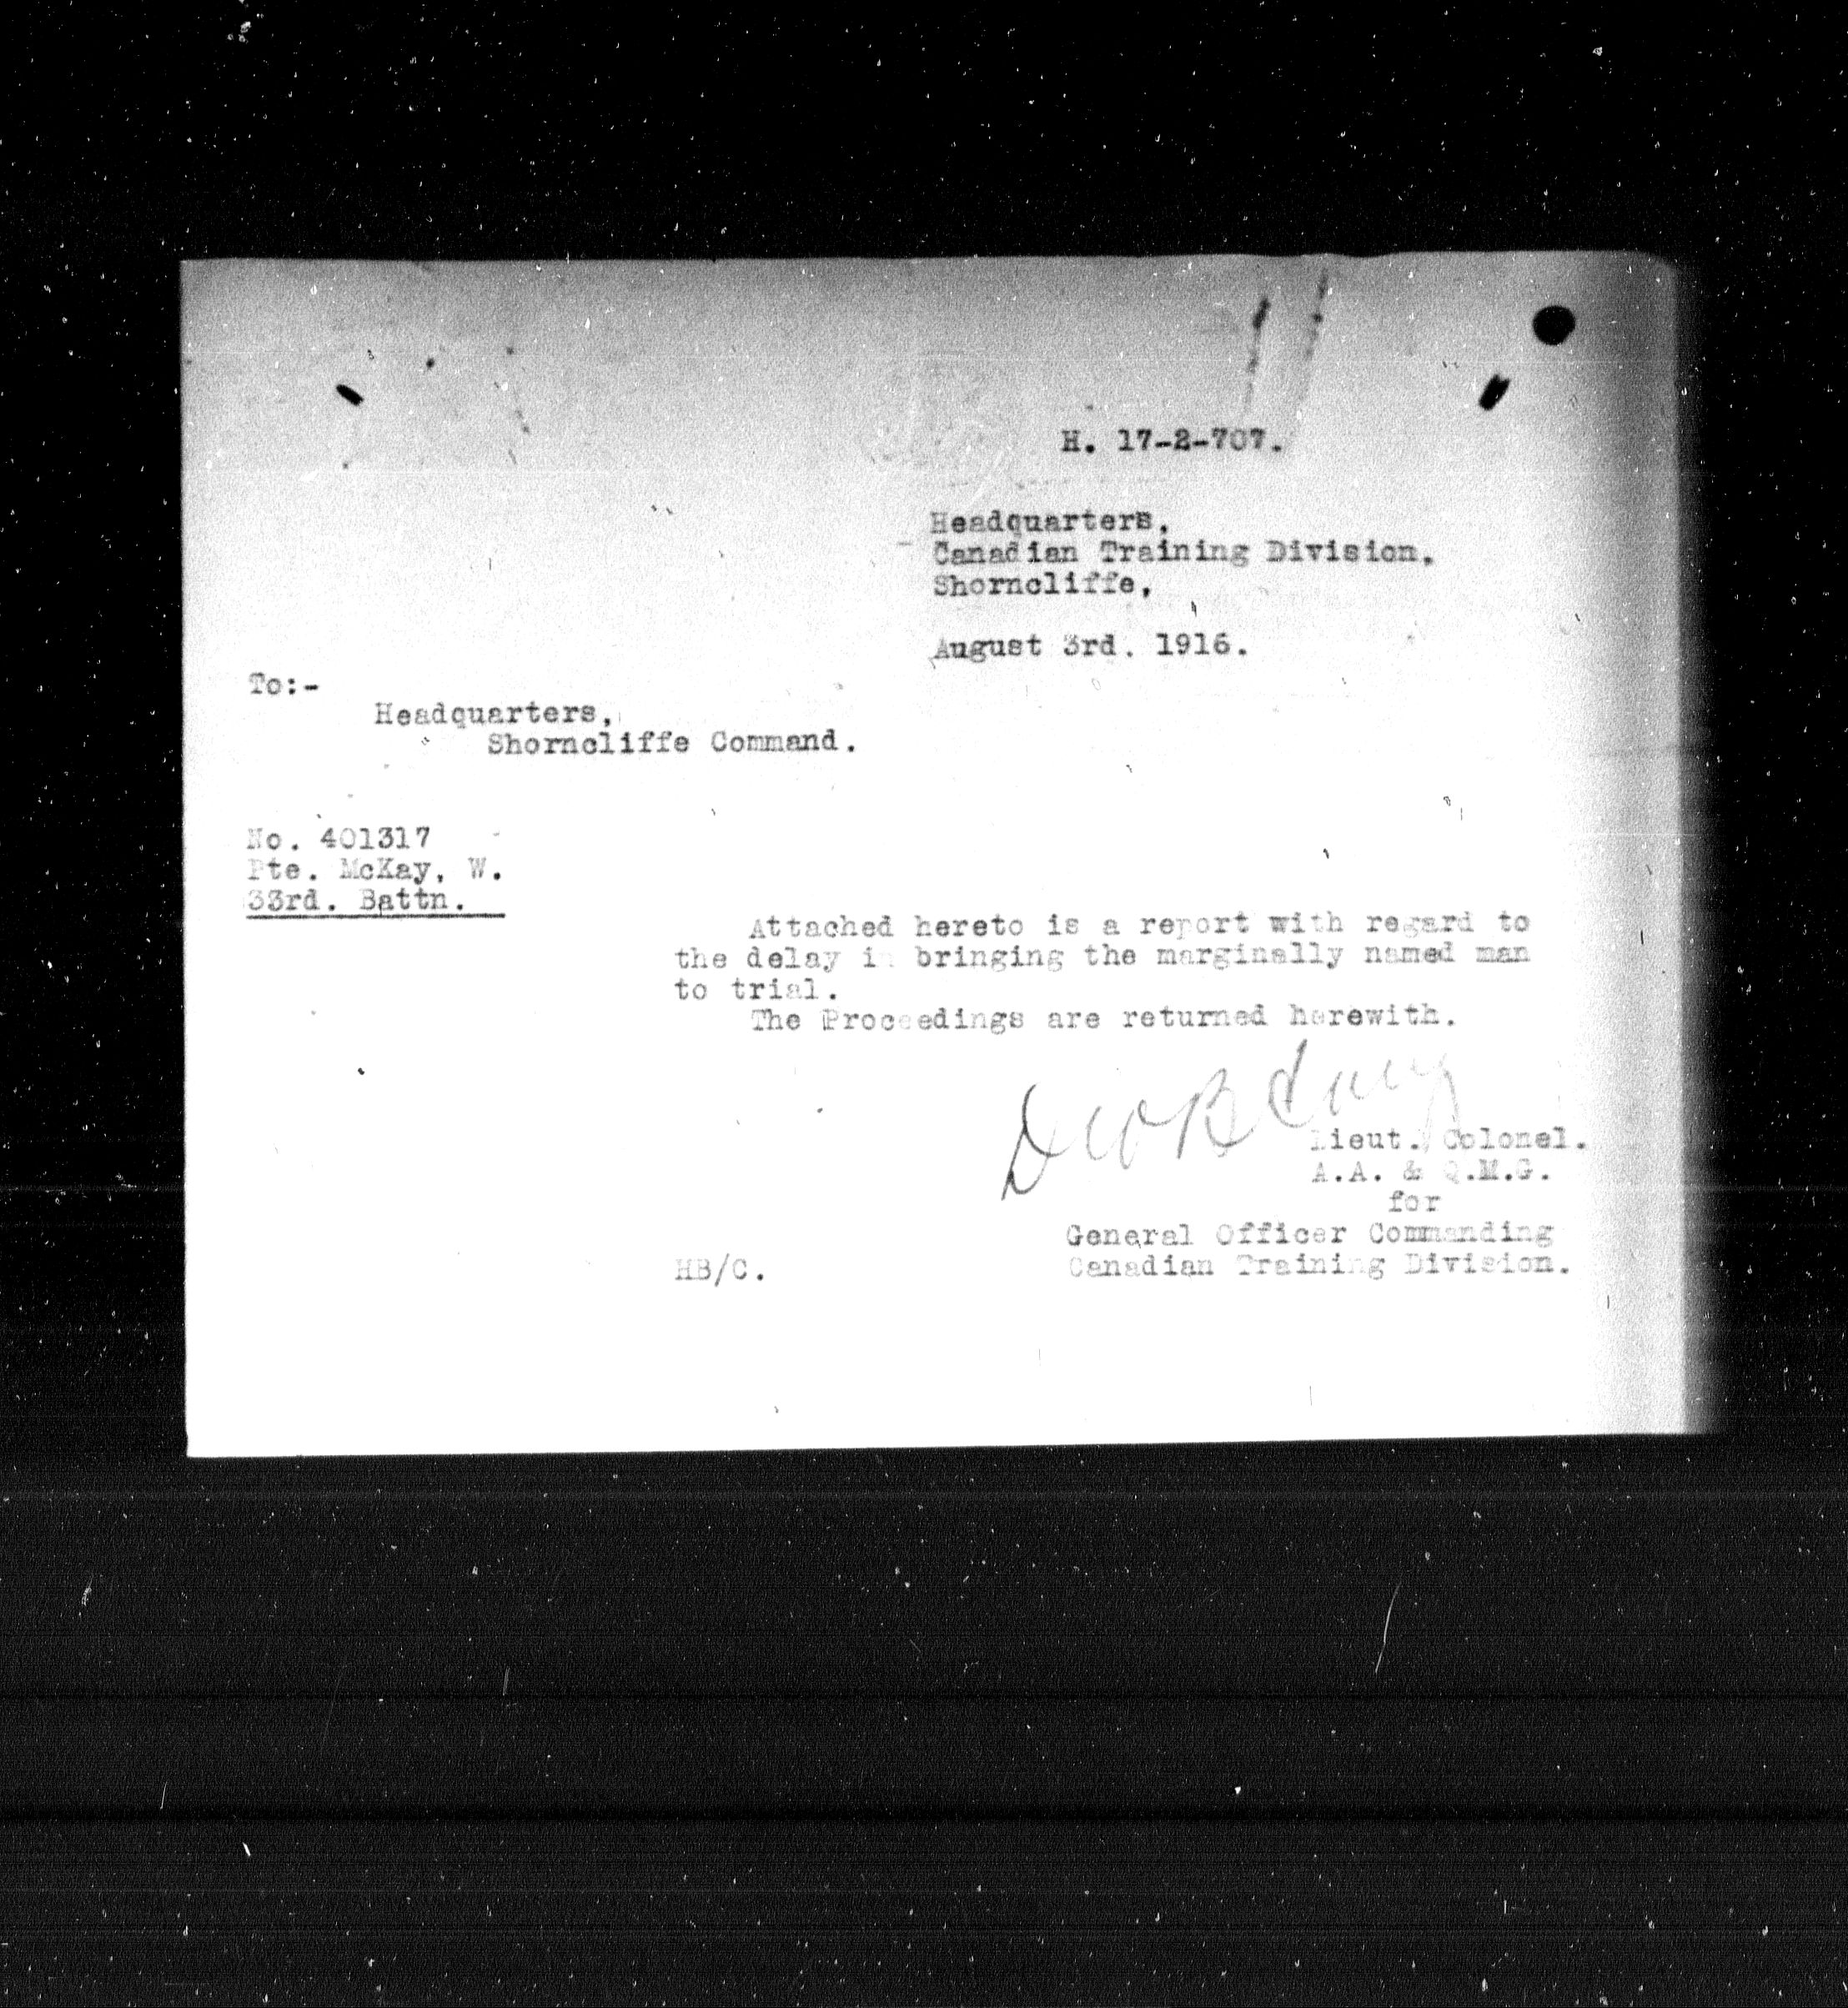 H. 17-2-707.
Headquarters,
Canadian Training Division,
Shorncliffe,
August 3rd. 1916.
To:-
Headquarters,
Shorncliffe Command.
No. 401317
Pte. McKay, W.
33rd. Battn.
Attached hereto is a report with regard to
the delay in bringing the marginally named man
to trial.
The Proceedings are returned herewith.
Lieut. Colonel.
A.A. & Q.M.G.
for
General Officer Commanding
Canadian Training Division.
HB/C.